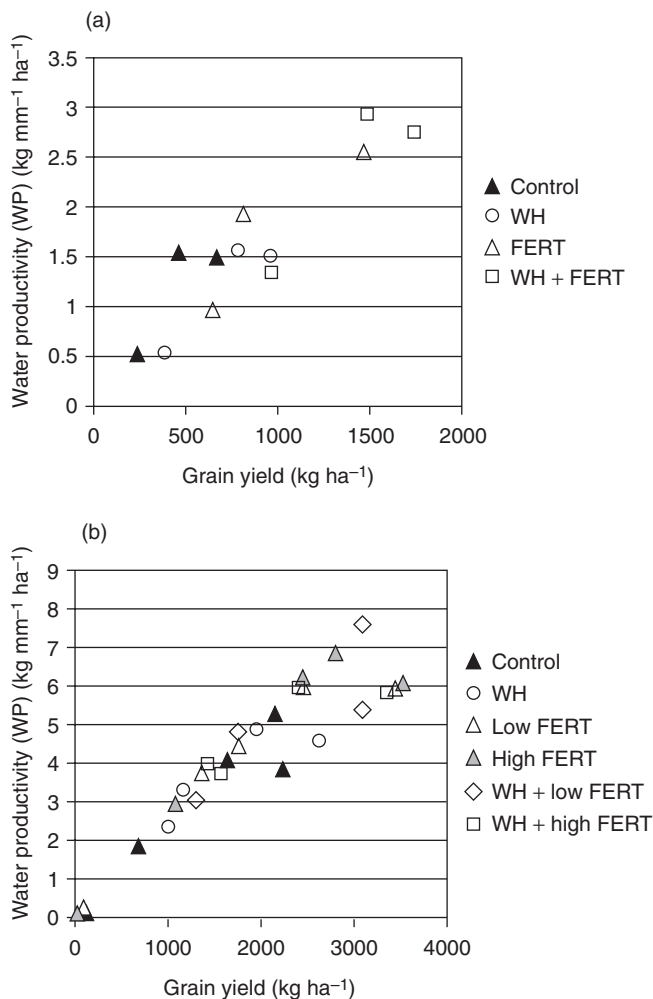 (a)
Water productivity (WP) (kg mm⁻¹ ha⁻¹)
3.5
3
2.5
2
1.5
1
0.5
0
0 500 1000 1500 2000
Grain yield (kg ha⁻¹)
Control
WH
FERT
WH + FERT
(b)
Water productivity (WP) (kg mm⁻¹ ha⁻¹)
9
8
7
6
5
4
3
2
1
0
0 1000 2000 3000 4000
Grain yield (kg ha⁻¹)
Control
WH
Low FERT
High FERT
WH + low FERT
WH + high FERT